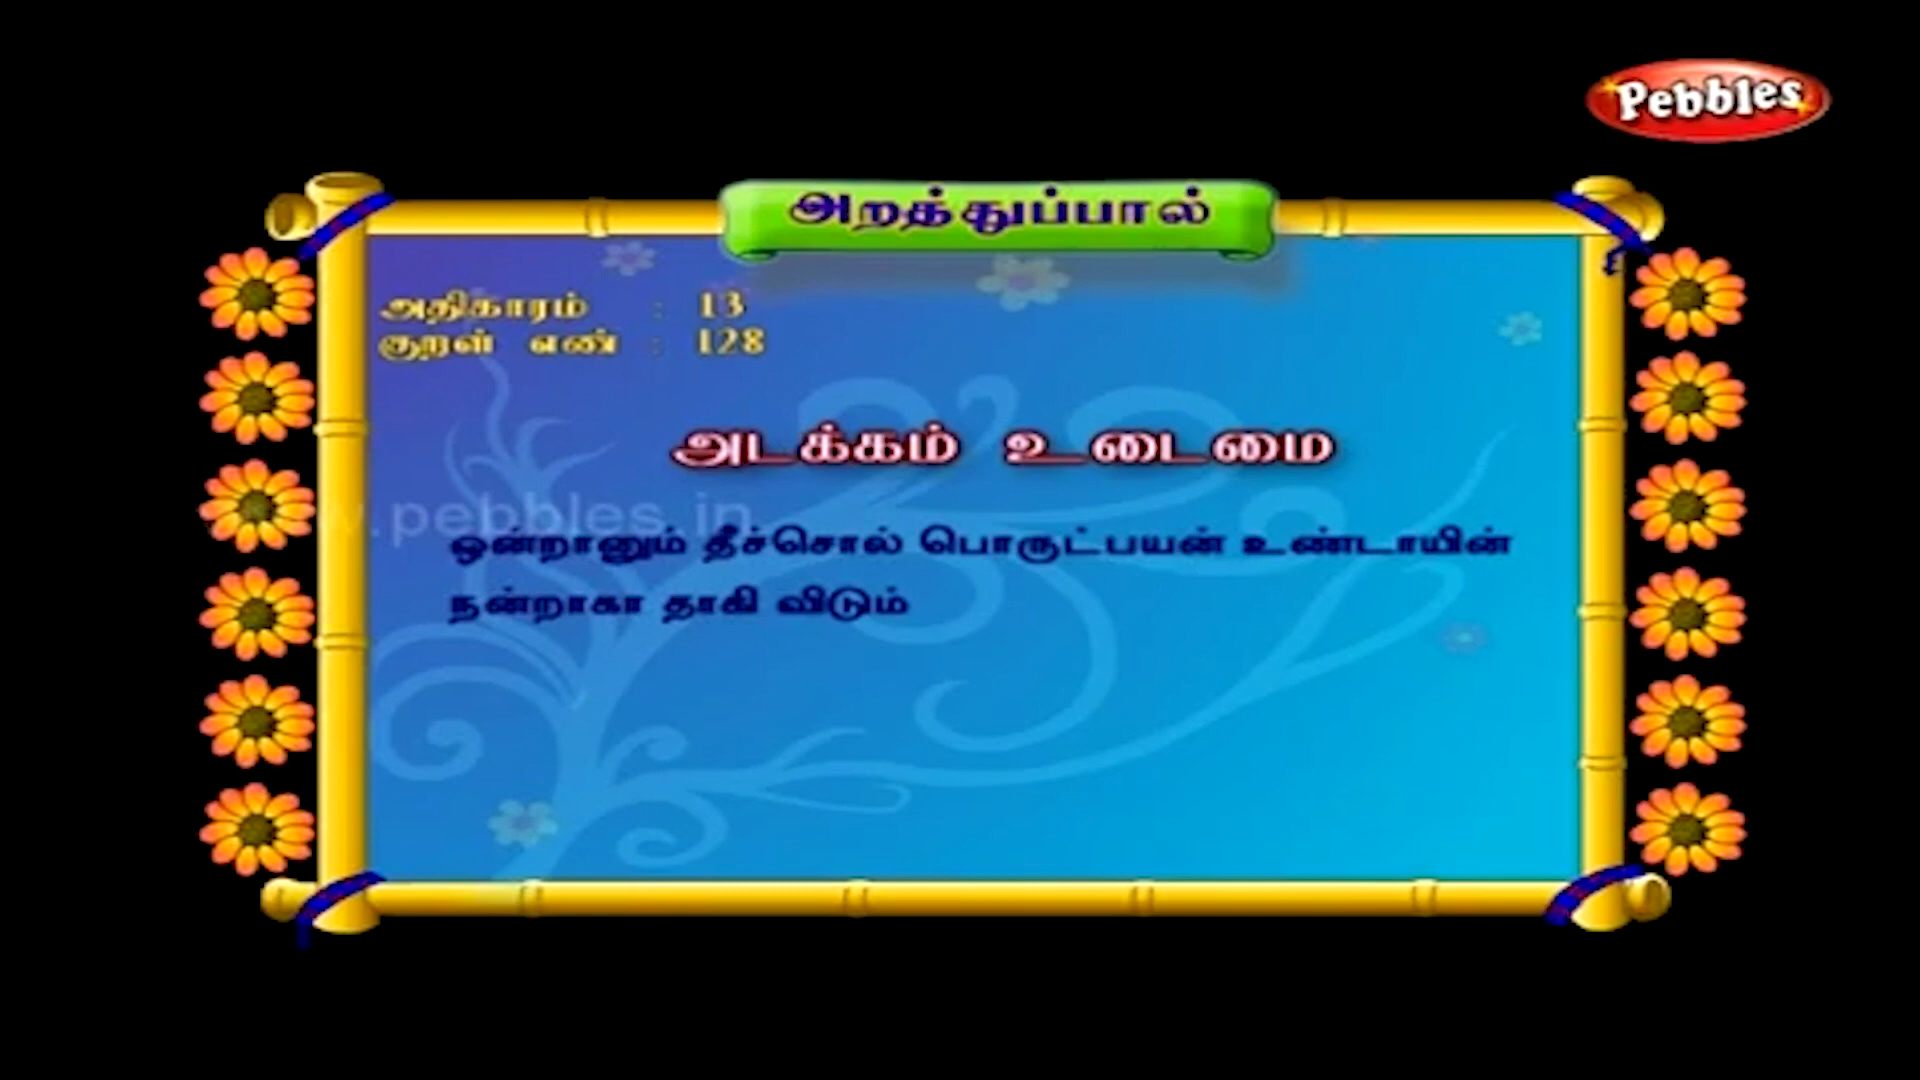 Pebbles
அறத்துப்பால்
அதிகாரம் : 13
குறள் எண் : 128
அடக்கம் உடைமை
www.pebbles.in
ஒன்றானும் தீச்சொல் பொருட்பயன் உண்டாயின்
நன்றாகா தாகி விடும்